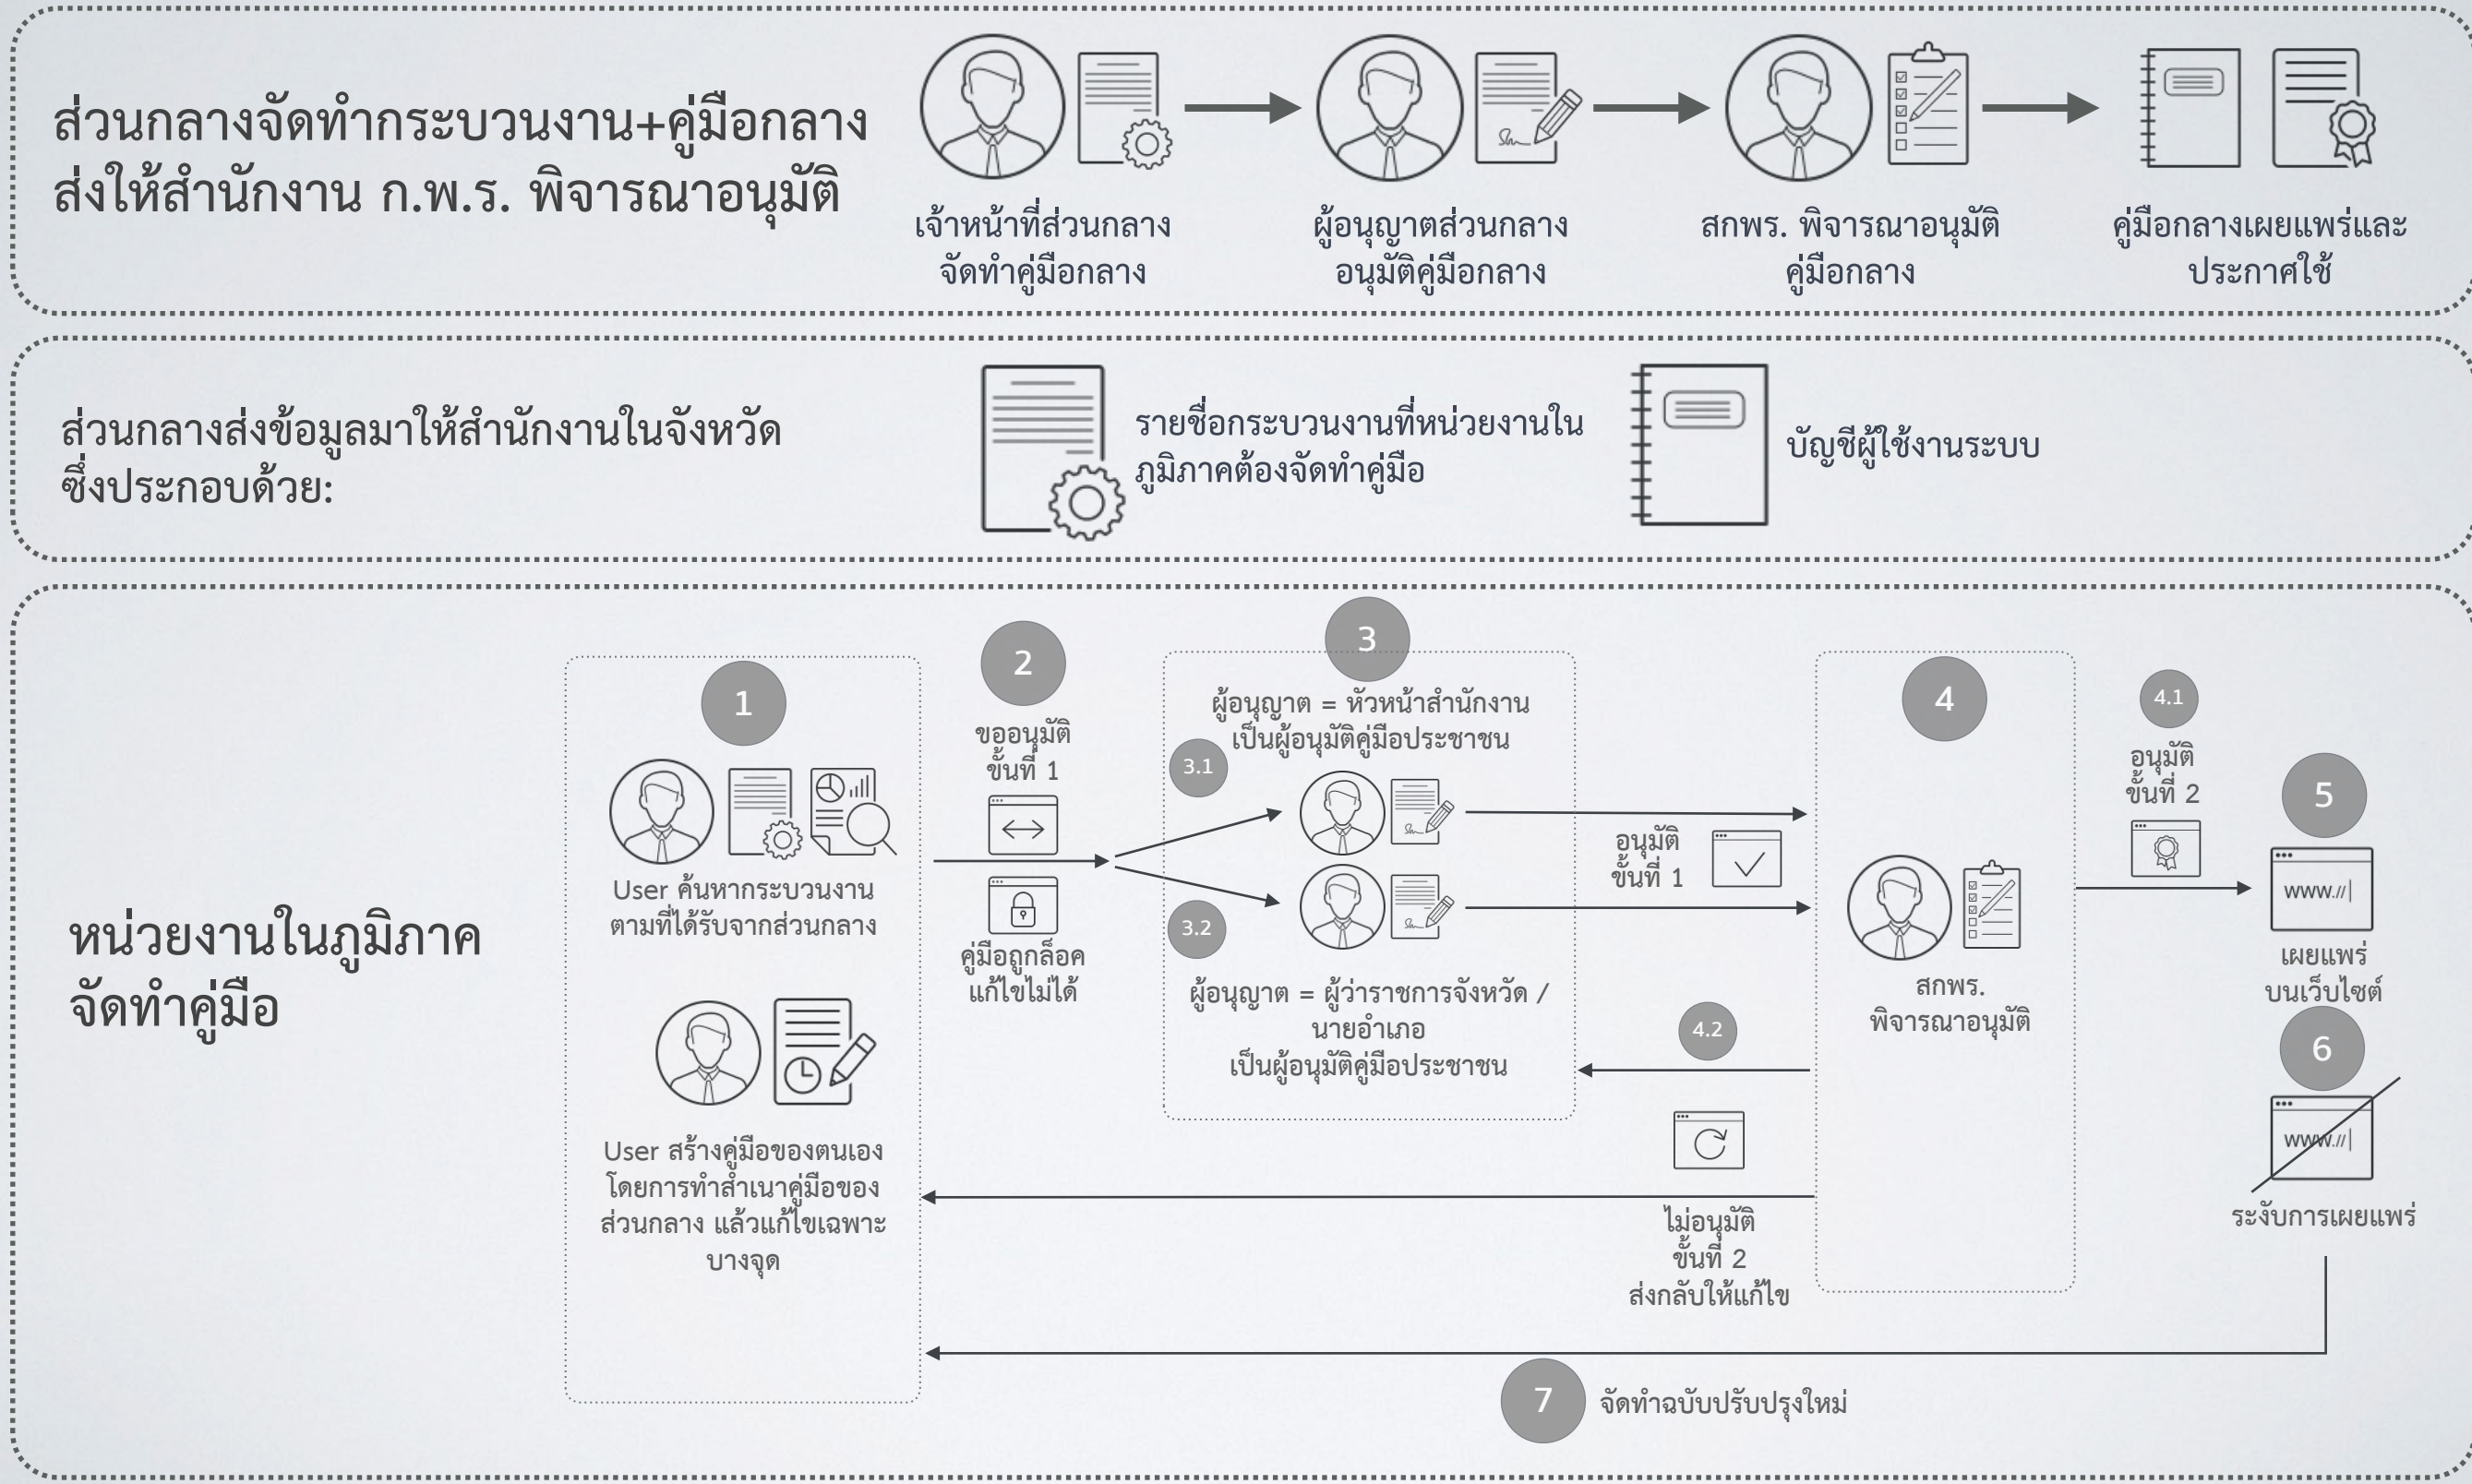 ส่วนกลางจัดทำกระบวนงาน+คู่มือกลาง
ส่งให้สำนักงาน ก.พ.ร. พิจารณาอนุมัติ
เจ้าหน้าที่ส่วนกลาง
จัดทำคู่มือกลาง
ผู้อนุญาตส่วนกลาง
อนุมัติคู่มือกลาง
สกพร. พิจารณาอนุมัติ
คู่มือกลาง
คู่มือกลางเผยแพร่และ
ประกาศใช้
ส่วนกลางส่งข้อมูลมาให้สำนักงานในจังหวัด
ซึ่งประกอบด้วย:
รายชื่อกระบวนงานที่หน่วยงานใน
ภูมิภาคต้องจัดทำคู่มือ
บัญชีผู้ใช้งานระบบ
หน่วยงานในภูมิภาค
จัดทำคู่มือ
1
User ค้นหากระบวนงาน
ตามที่ได้รับจากส่วนกลาง
User สร้างคู่มือของตนเอง
โดยการทำสำเนาคู่มือของ
ส่วนกลาง แล้วแก้ไขเฉพาะ
บางจุด
2
ขออนุมัติ
ขั้นที่ 1
คู่มือถูกล็อค
แก้ไขไม่ได้
3
ผู้อนุญาต = หัวหน้าสำนักงาน
เป็นผู้อนุมัติคู่มือประชาชน
3.1
3.2
ผู้อนุญาต = ผู้ว่าราชการจังหวัด /
นายอำเภอ
เป็นผู้อนุมัติคู่มือประชาชน
อนุมัติ
ขั้นที่ 1
4
สกพร.
พิจารณาอนุมัติ
4.1
อนุมัติ
ขั้นที่ 2
4.2
ไม่อนุมัติ
ขั้นที่ 2
ส่งกลับให้แก้ไข
5
www.//
เผยแพร่
บนเว็บไซต์
6
www.//
ระงับการเผยแพร่
7
จัดทำฉบับปรับปรุงใหม่